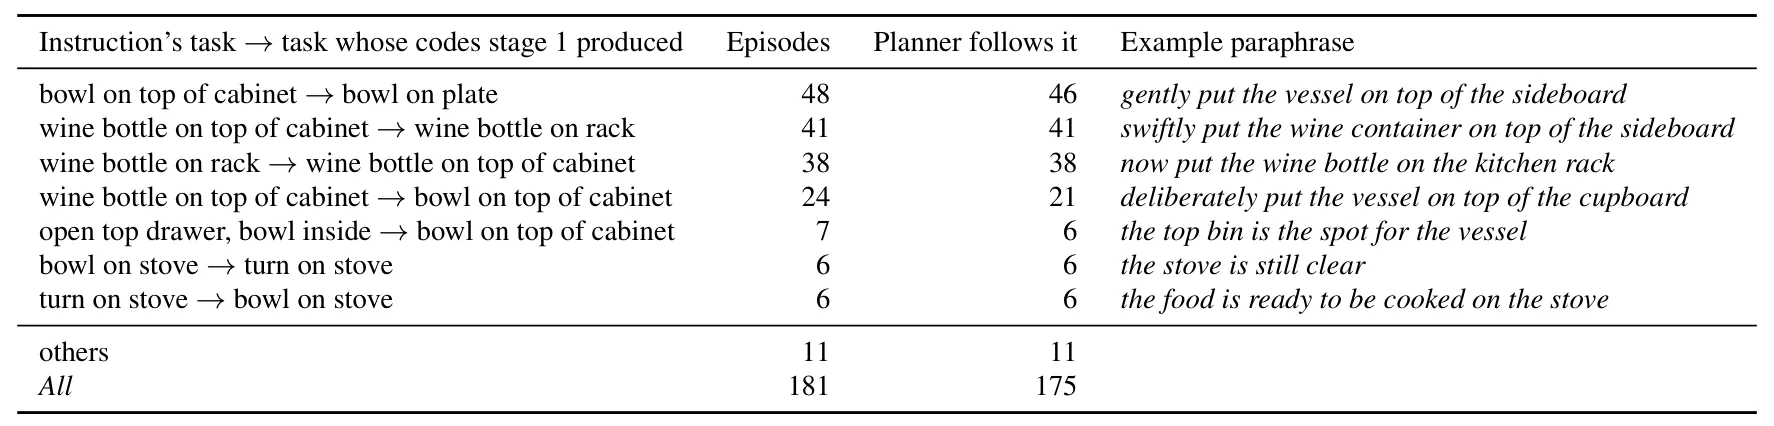 Instruction's task → task whose codes stage 1 produced Episodes Planner follows it Example paraphrase
bowl on top of cabinet → bowl on plate 48 46 gently put the vessel on top of the sideboard
wine bottle on top of cabinet → wine bottle on rack 41 41 swiftly put the wine container on top of the sideboard
wine bottle on rack → wine bottle on top of cabinet 38 38 now put the wine bottle on the kitchen rack
wine bottle on top of cabinet → bowl on top of cabinet 24 21 deliberately put the vessel on top of the cupboard
open top drawer, bowl inside → bowl on top of cabinet 7 6 the top bin is the spot for the vessel
bowl on stove → turn on stove 6 6 the stove is still clear
turn on stove → bowl on stove 6 6 the food is ready to be cooked on the stove
others 11 11
All 181 175